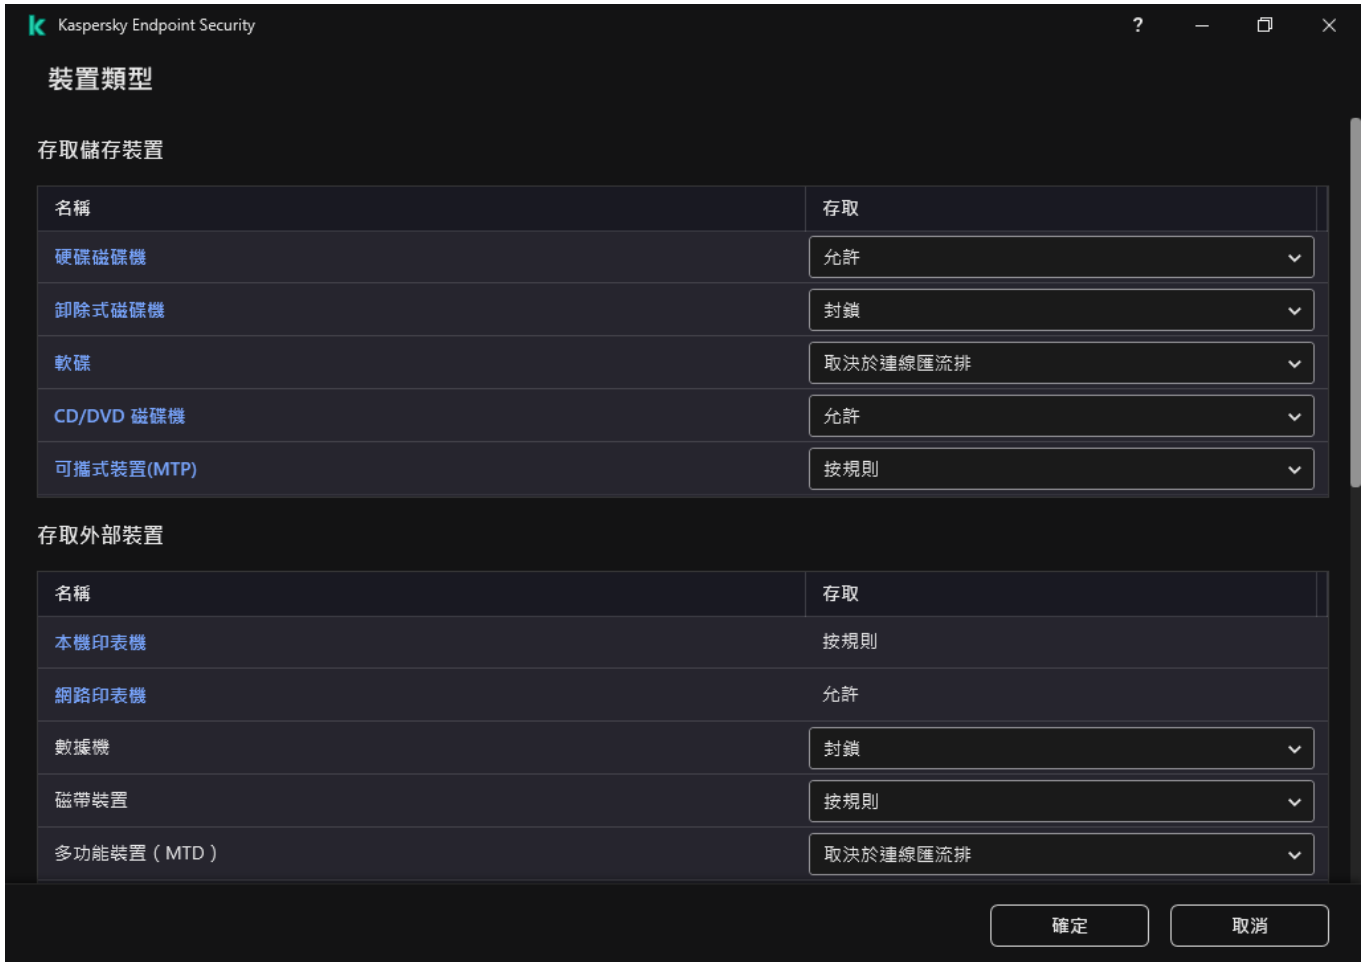 Kaspersky Endpoint Security
?
裝置類型
存取儲存裝置
名稱 存取
硬碟磁碟機 允許
卸除式磁碟機 封鎖
軟碟 取決於連線匯流排
CD/DVD 磁碟機 允許
可攜式裝置(MTP) 按規則
存取外部裝置
名稱 存取
本機印表機 按規則
網路印表機 允許
數據機 封鎖
磁帶裝置 按規則
多功能裝置（MTD） 取決於連線匯流排
確定 取消